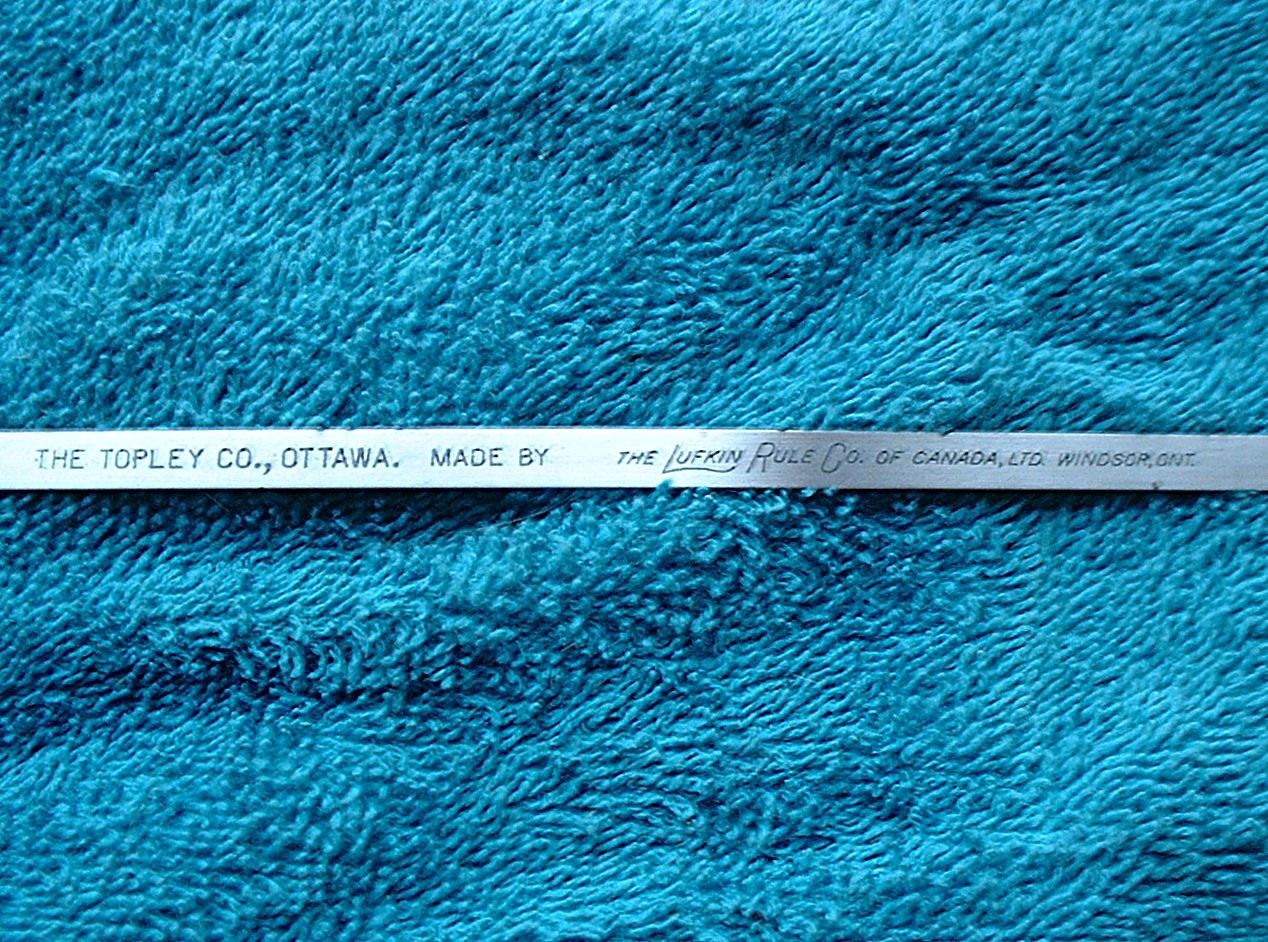 THE TOPLEY CO., OTTAWA. MADE BY THE LUFKIN RULE CO. OF CANADA, LTD. WINDSOR, ONT.